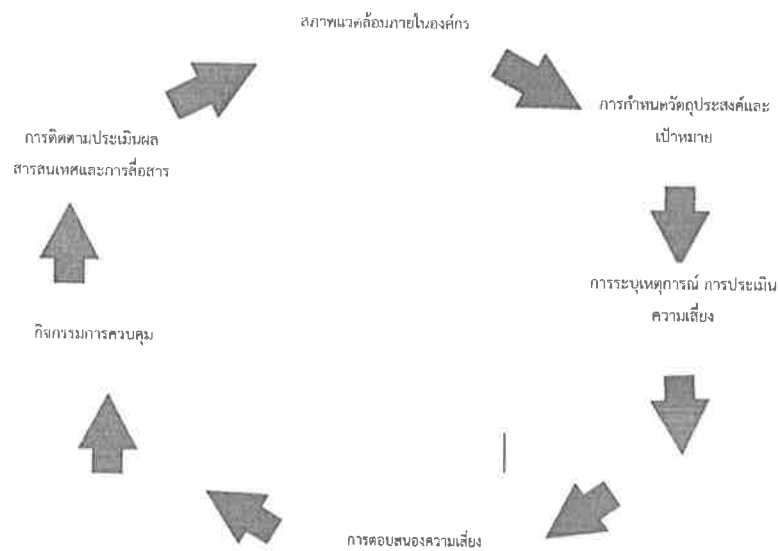 สภาพแวดล้อมภายในองค์กร
การกำหนดวัตถุประสงค์และ
เป้าหมาย
การระบุเหตุการณ์ การประเมิน
ความเสี่ยง
การตอบสนองความเสี่ยง
กิจกรรมการควบคุม
การติดตามประเมินผล
สารสนเทศและการสื่อสาร